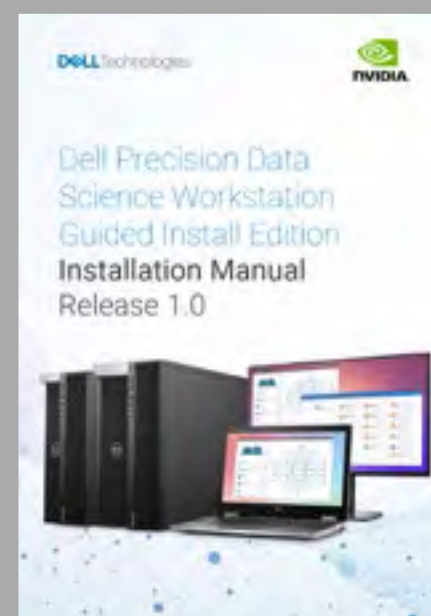 DELL Technologies
NVIDIA
Dell Precision Data
Science Workstation
Guided Install Edition
Installation Manual
Release 1.0